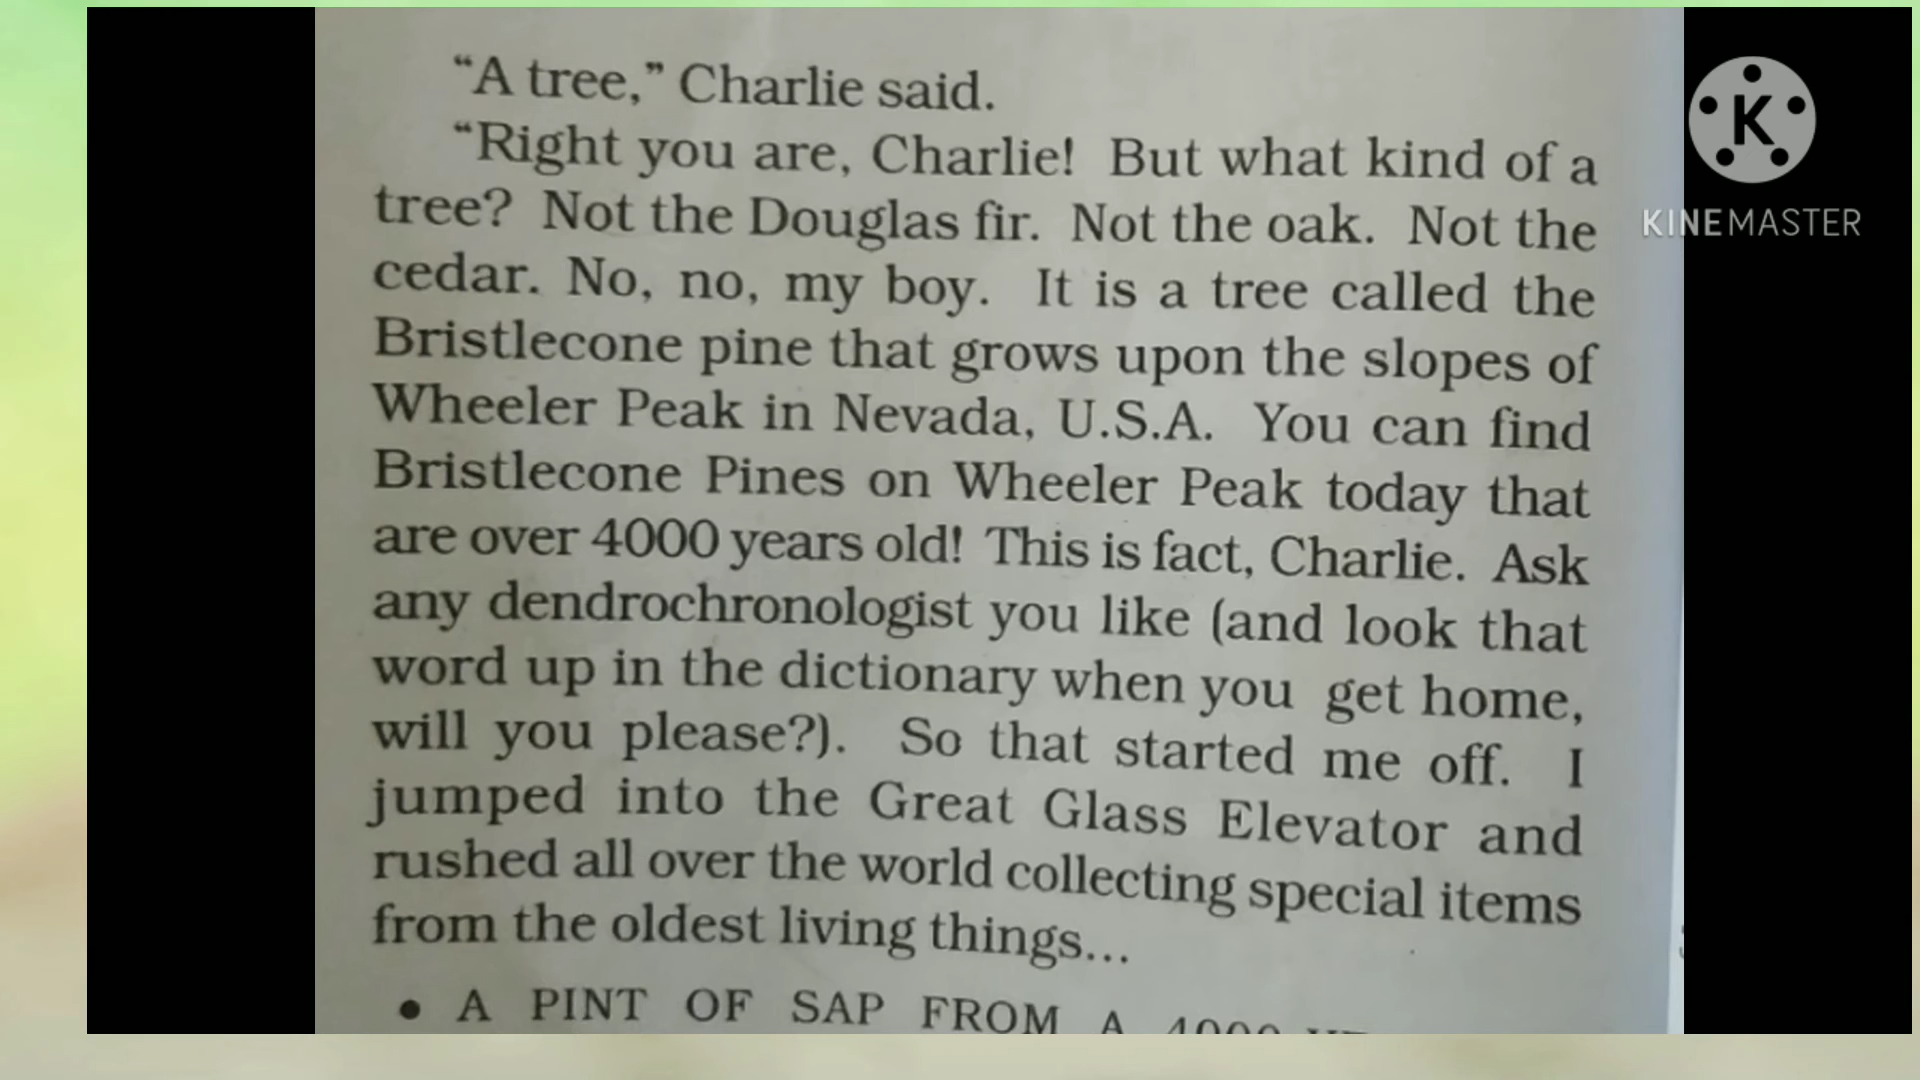 “A tree,” Charlie said.
“Right you are, Charlie! But what kind of a
tree? Not the Douglas fir. Not the oak. Not the
cedar. No, no, my boy. It is a tree called the
Bristlecone pine that grows upon the slopes of
Wheeler Peak in Nevada, U.S.A. You can find
Bristlecone Pines on Wheeler Peak today that
are over 4000 years old! This is fact, Charlie. Ask
any dendrochronologist you like (and look that
word up in the dictionary when you get home,
will you please?). So that started me off. I
jumped into the Great Glass Elevator and
rushed all over the world collecting special items
from the oldest living things...
• A PINT OF SAP FROM A 4000
K
KINEMASTER